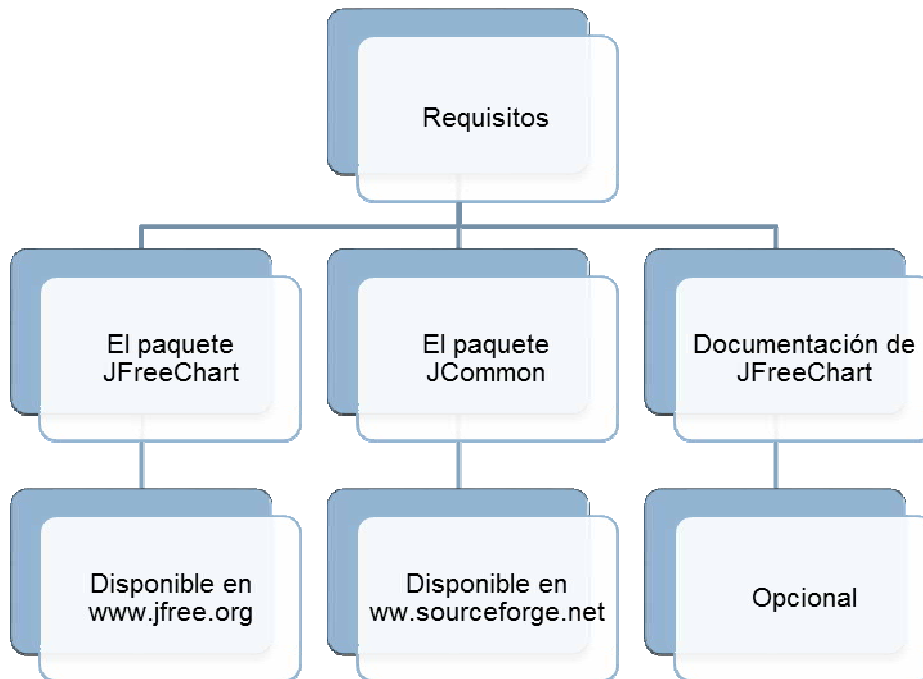 Requisitos
El paquete
JFreeChart
El paquete
JCommon
Documentación de
JFreeChart
Disponible en
www.jfree.org
Disponible en
ww.sourceforge.net
Opcional